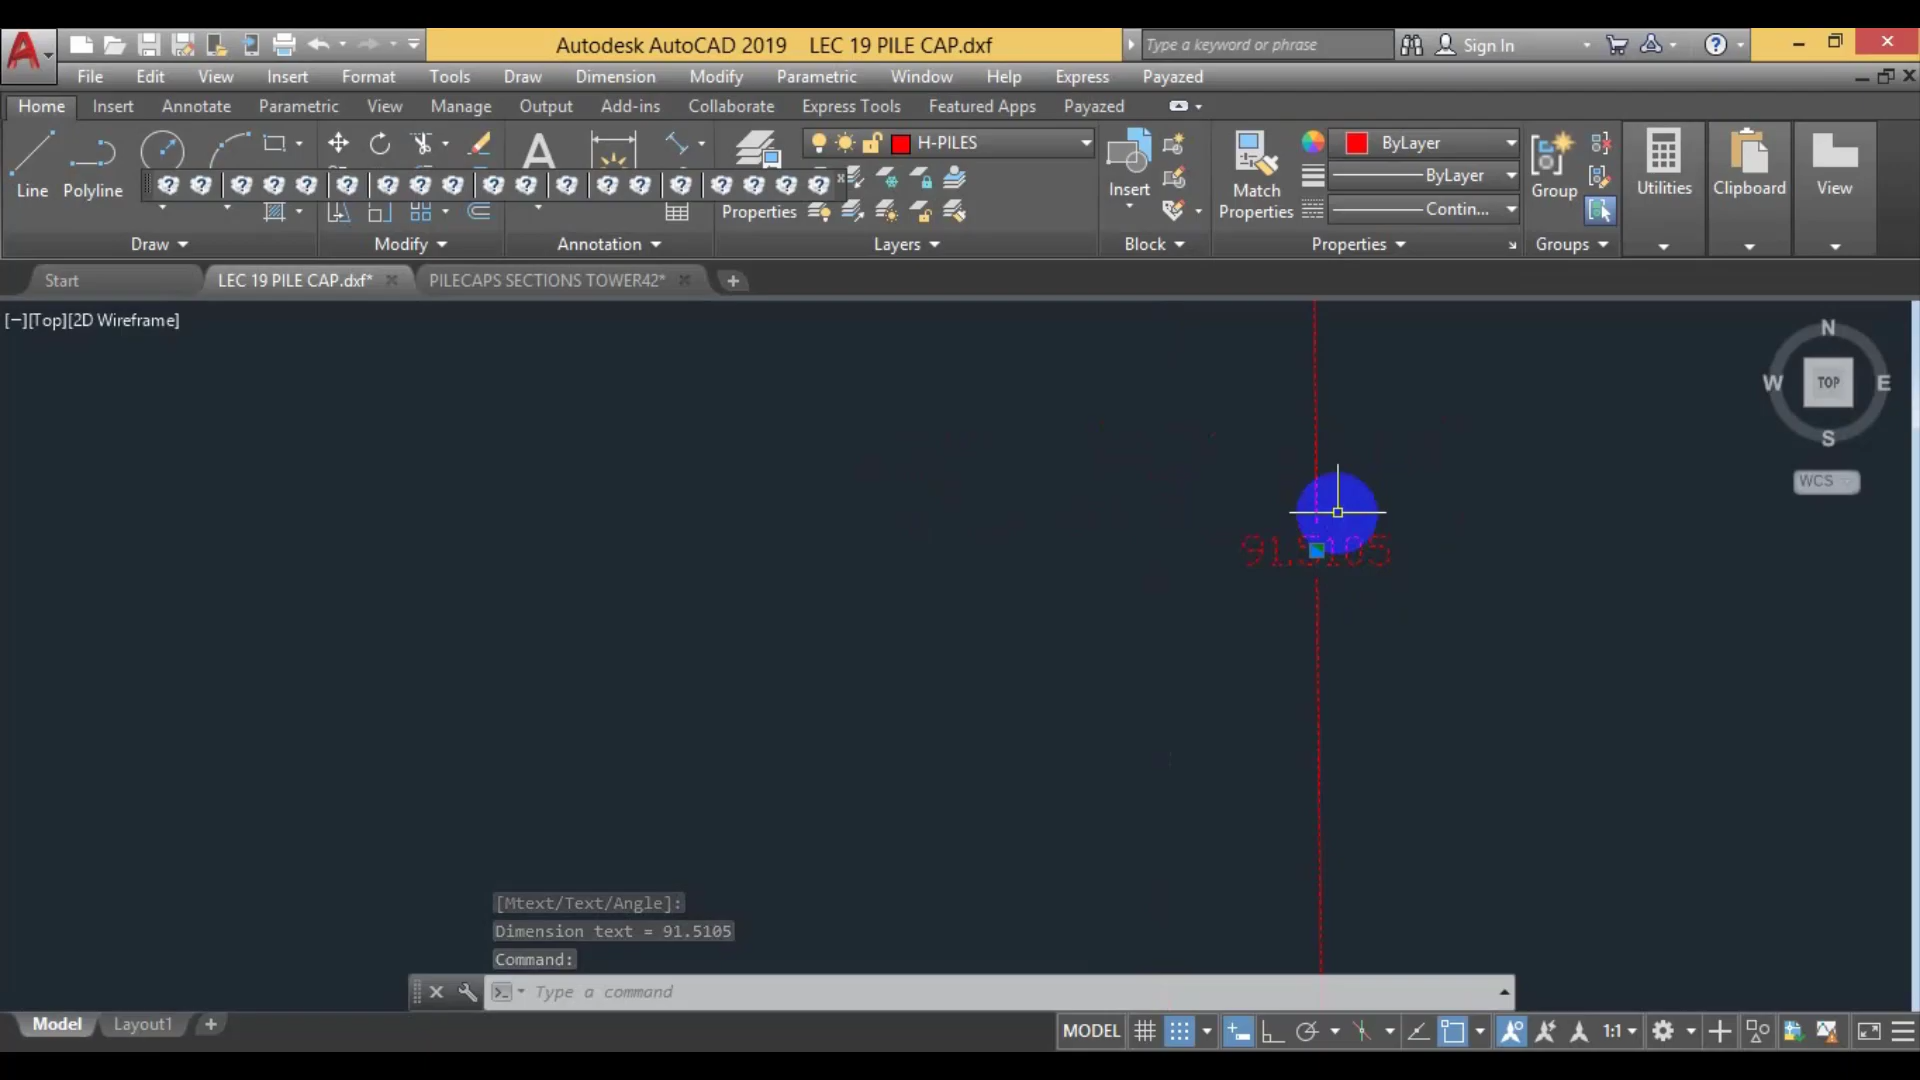 Autodesk AutoCAD 2019 LEC 19 PILE CAP.dxf
Type a keyword or phrase
Sign In
File Edit View Insert Format Tools Draw Dimension Modify Parametric Window Help Express Payazed
Home Insert Annotate Parametric View Manage Output Add-ins Collaborate Express Tools Featured Apps Payazed
H-PILES
ByLayer
ByLayer
Contin...
Line Polyline
Properties
Insert
Match
Properties
Group
Utilities
Clipboard
View
Draw Modify Annotation Layers Block Properties Groups
Start LEC 19 PILE CAP.dxf* PILECAPS SECTIONS TOWER42*
[−][Top][2D Wireframe]
N
W TOP E
S
WCS
91.5105
[Mtext/Text/Angle]:
Dimension text = 91.5105
Command:
Type a command
Model Layout1
MODEL 1:1